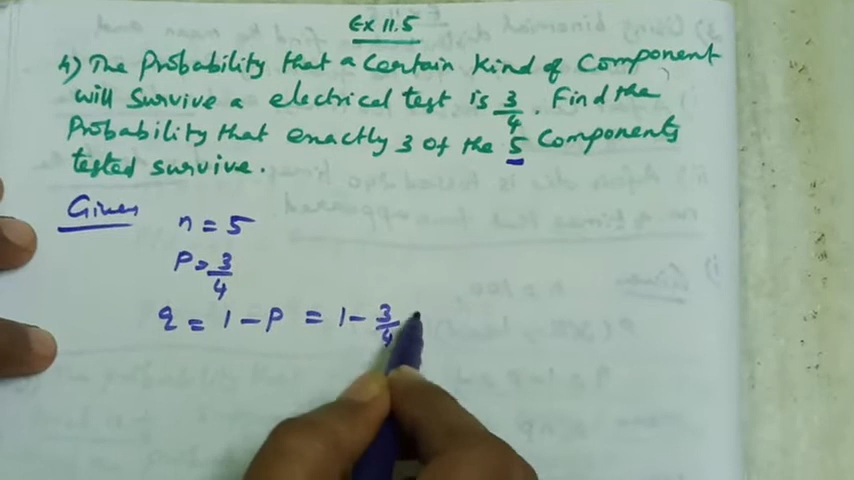 Ex 11.5
4) The Probability that a Certain Kind of Component
will Survive a electrical test is 3/4. Find the
Probability that exactly 3 of the 5 Components
tested survive.
Given
n = 5
P = 3/4
q = 1 - P = 1 - 3/4